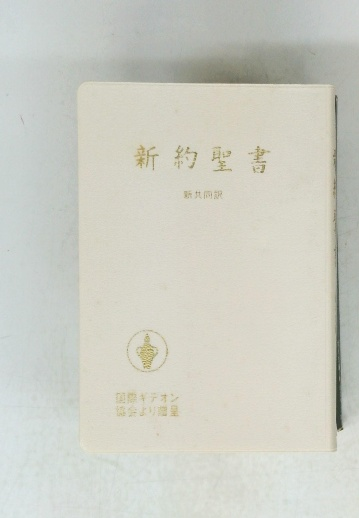 新約聖書
新共同訳
国際ギデオン
協会より贈呈